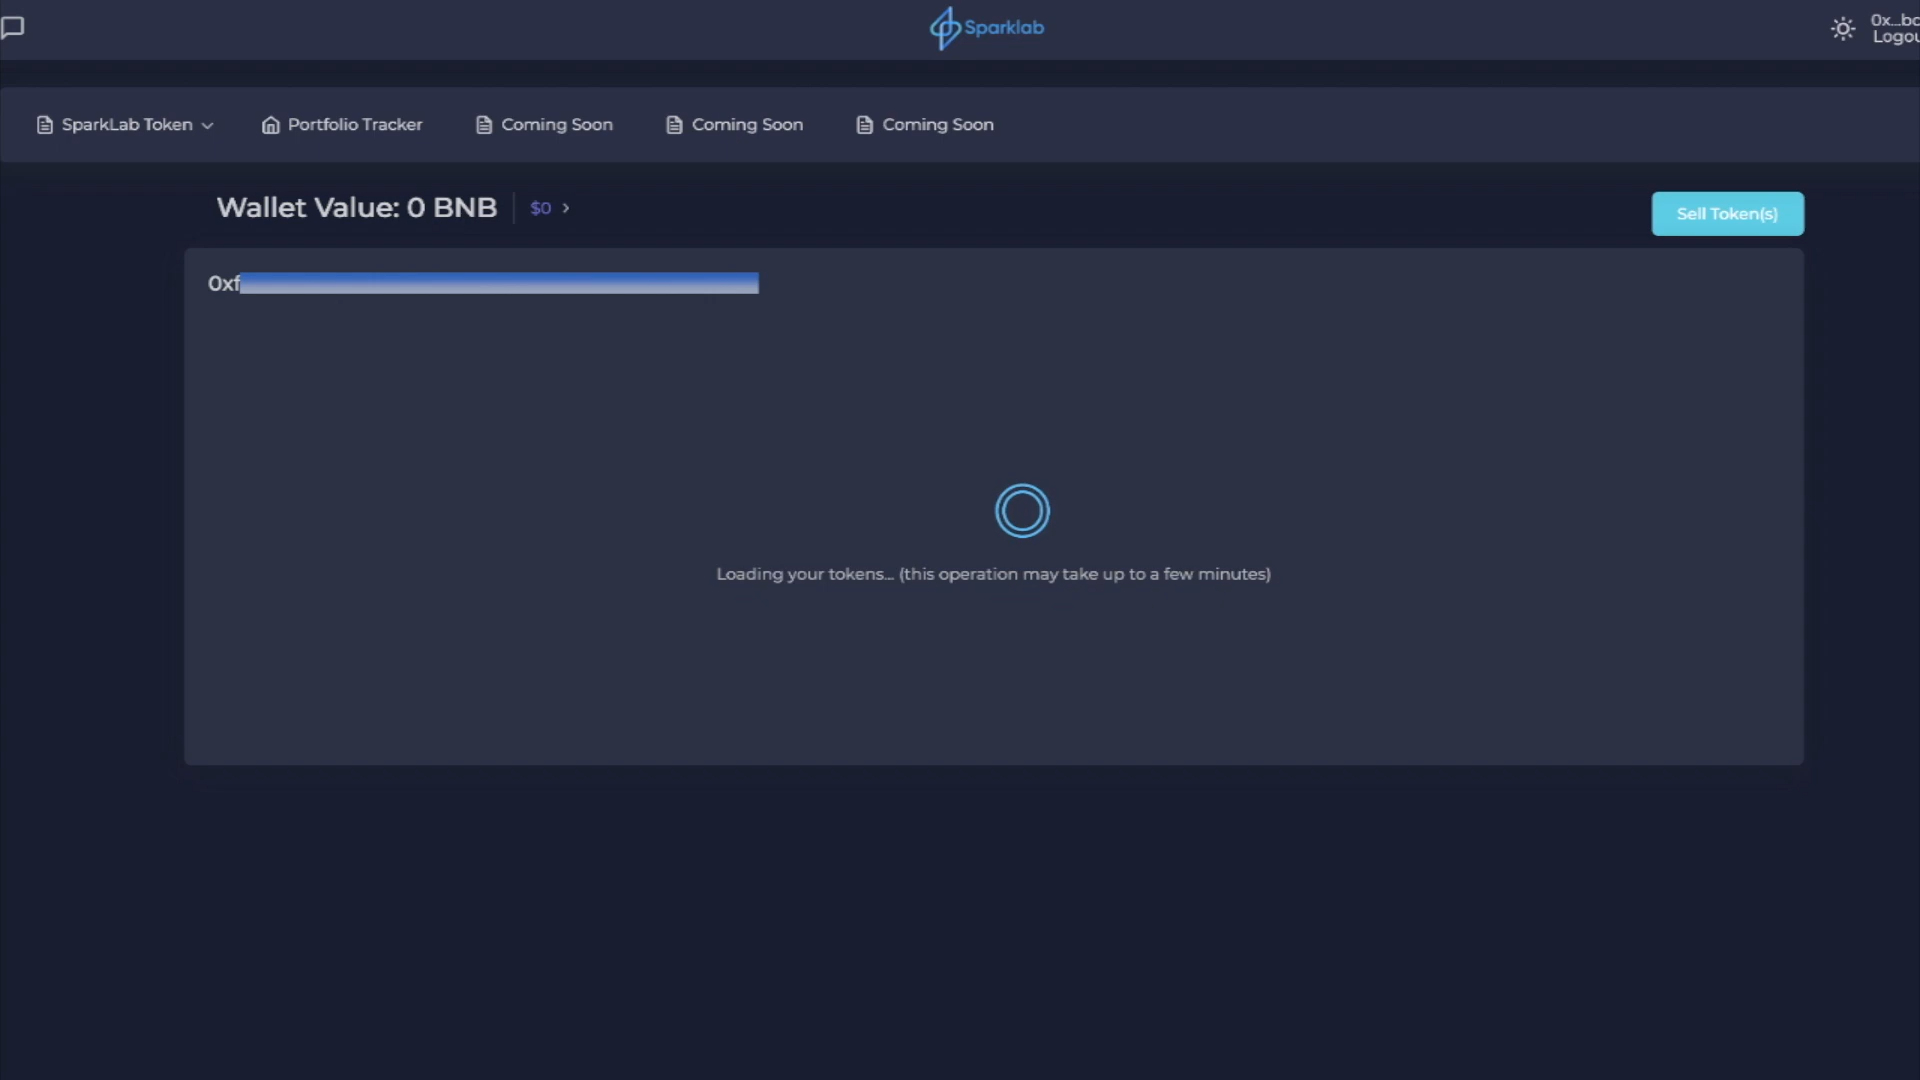 Sparklab
0x...bc
Logou
SparkLab Token
Portfolio Tracker
Coming Soon
Coming Soon
Coming Soon
Wallet Value: 0 BNB
$0
Sell Token(s)
0xf
Loading your tokens... (this operation may take up to a few minutes)